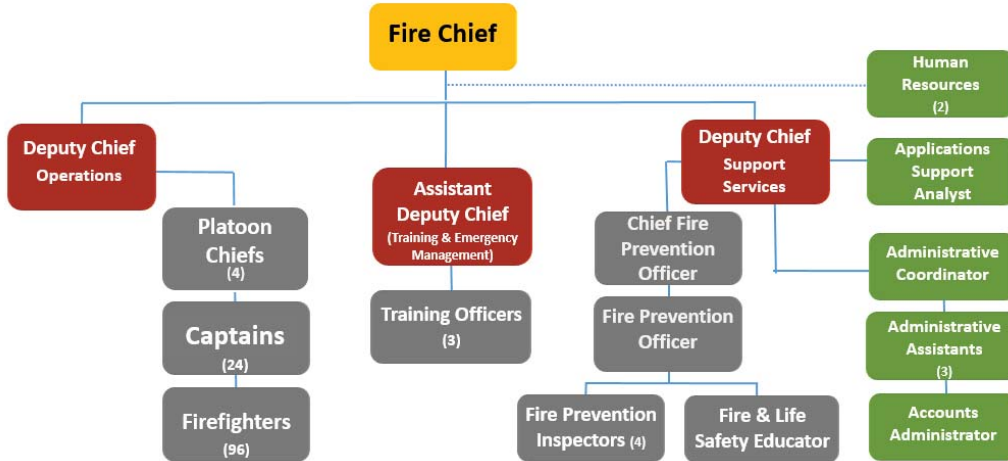 Fire Chief
Human
Resources
(2)
Deputy Chief
Operations
Deputy Chief
Support
Services
Applications
Support
Analyst
Assistant
Deputy Chief
(Training & Emergency
Management)
Platoon
Chiefs
(4)
Chief Fire
Prevention
Officer
Administrative
Coordinator
Training Officers
(3)
Captains
(24)
Fire Prevention
Officer
Administrative
Assistants
(3)
Firefighters
(96)
Fire Prevention
Inspectors (4)
Fire & Life
Safety Educator
Accounts
Administrator